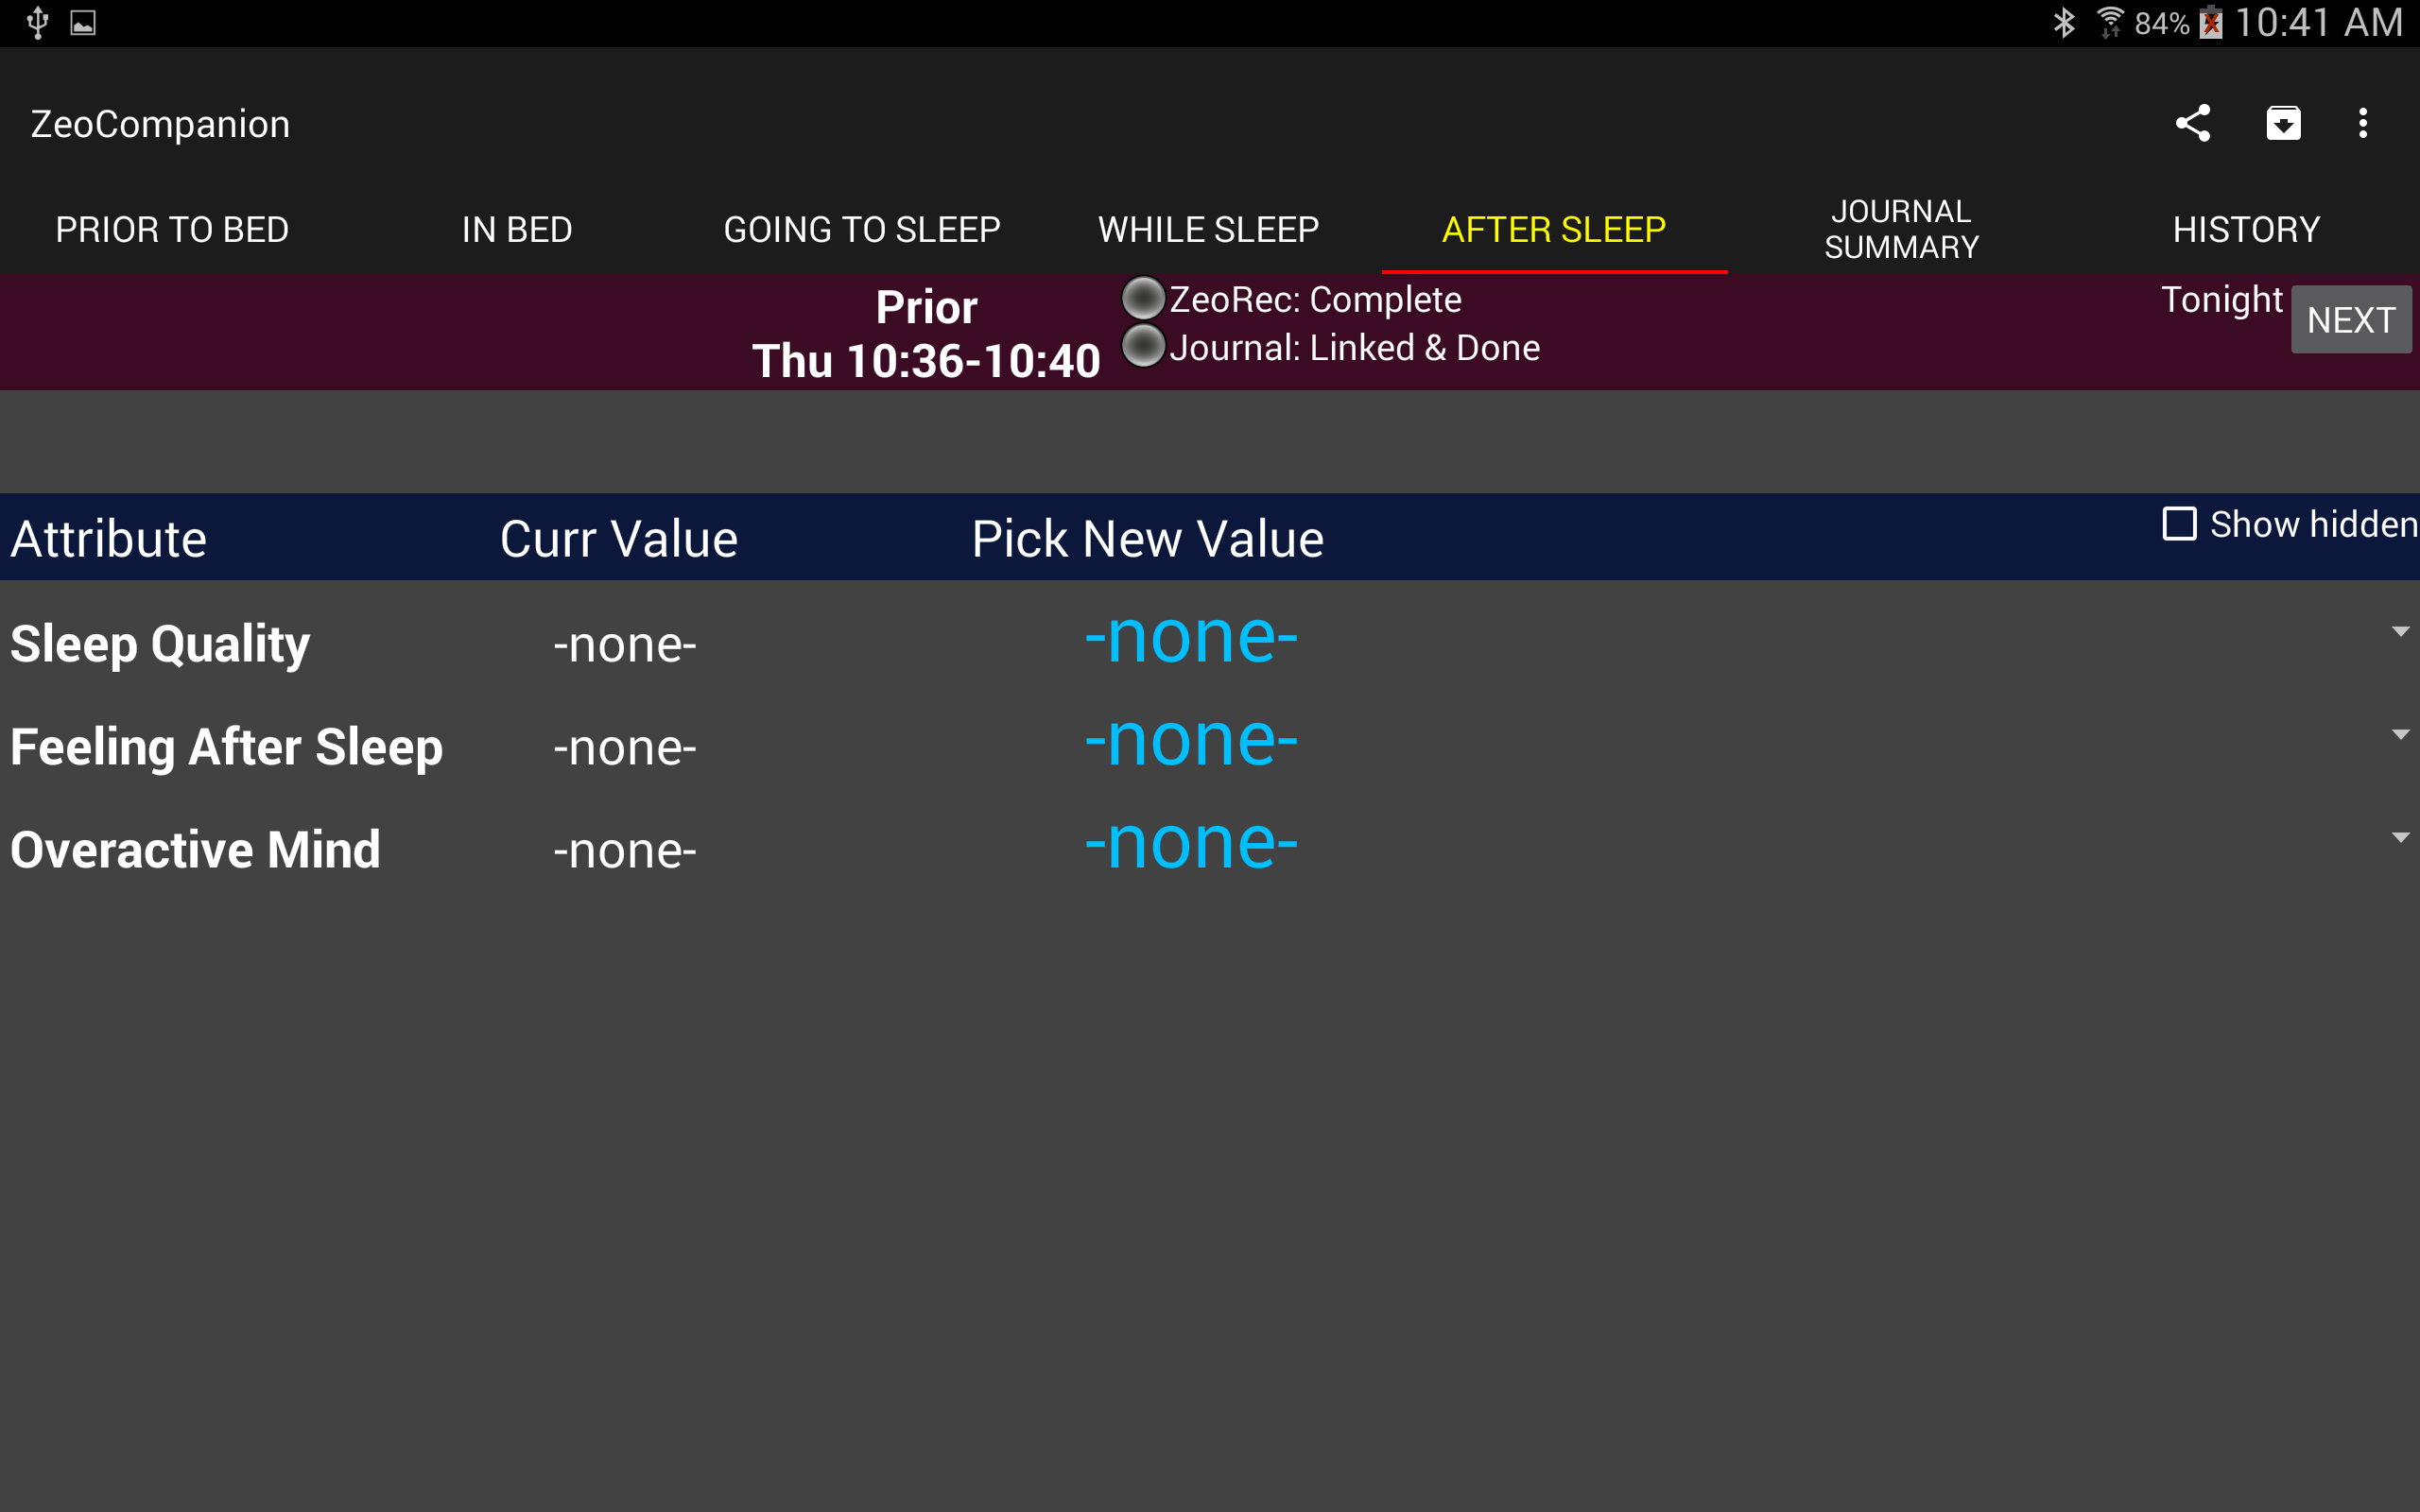 84% 10:41 AM
ZeoCompanion
PRIOR TO BED IN BED GOING TO SLEEP WHILE SLEEP AFTER SLEEP JOURNAL SUMMARY HISTORY
Prior
Thu 10:36-10:40
ZeoRec: Complete
Journal: Linked & Done
Tonight NEXT
Attribute Curr Value Pick New Value Show hidden
Sleep Quality -none- -none-
Feeling After Sleep -none- -none-
Overactive Mind -none- -none-